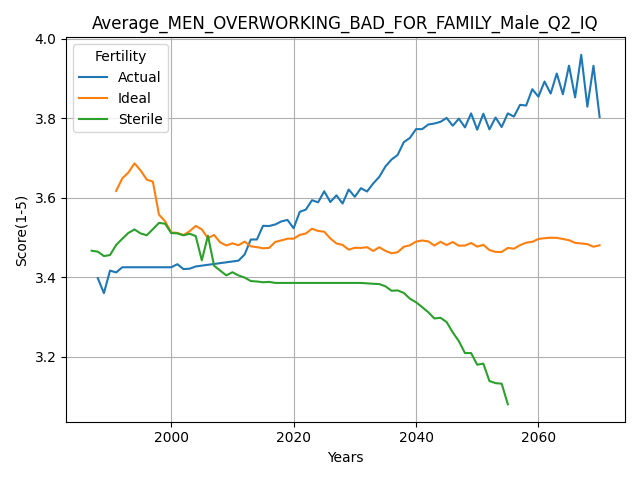 Average_MEN_OVERWORKING_BAD_FOR_FAMILY_Male_Q2_IQ
4.0
3.8
3.6
3.4
3.2
Score(1-5)
Fertility
Actual
Ideal
Sterile
2000
2020
2040
2060
Years